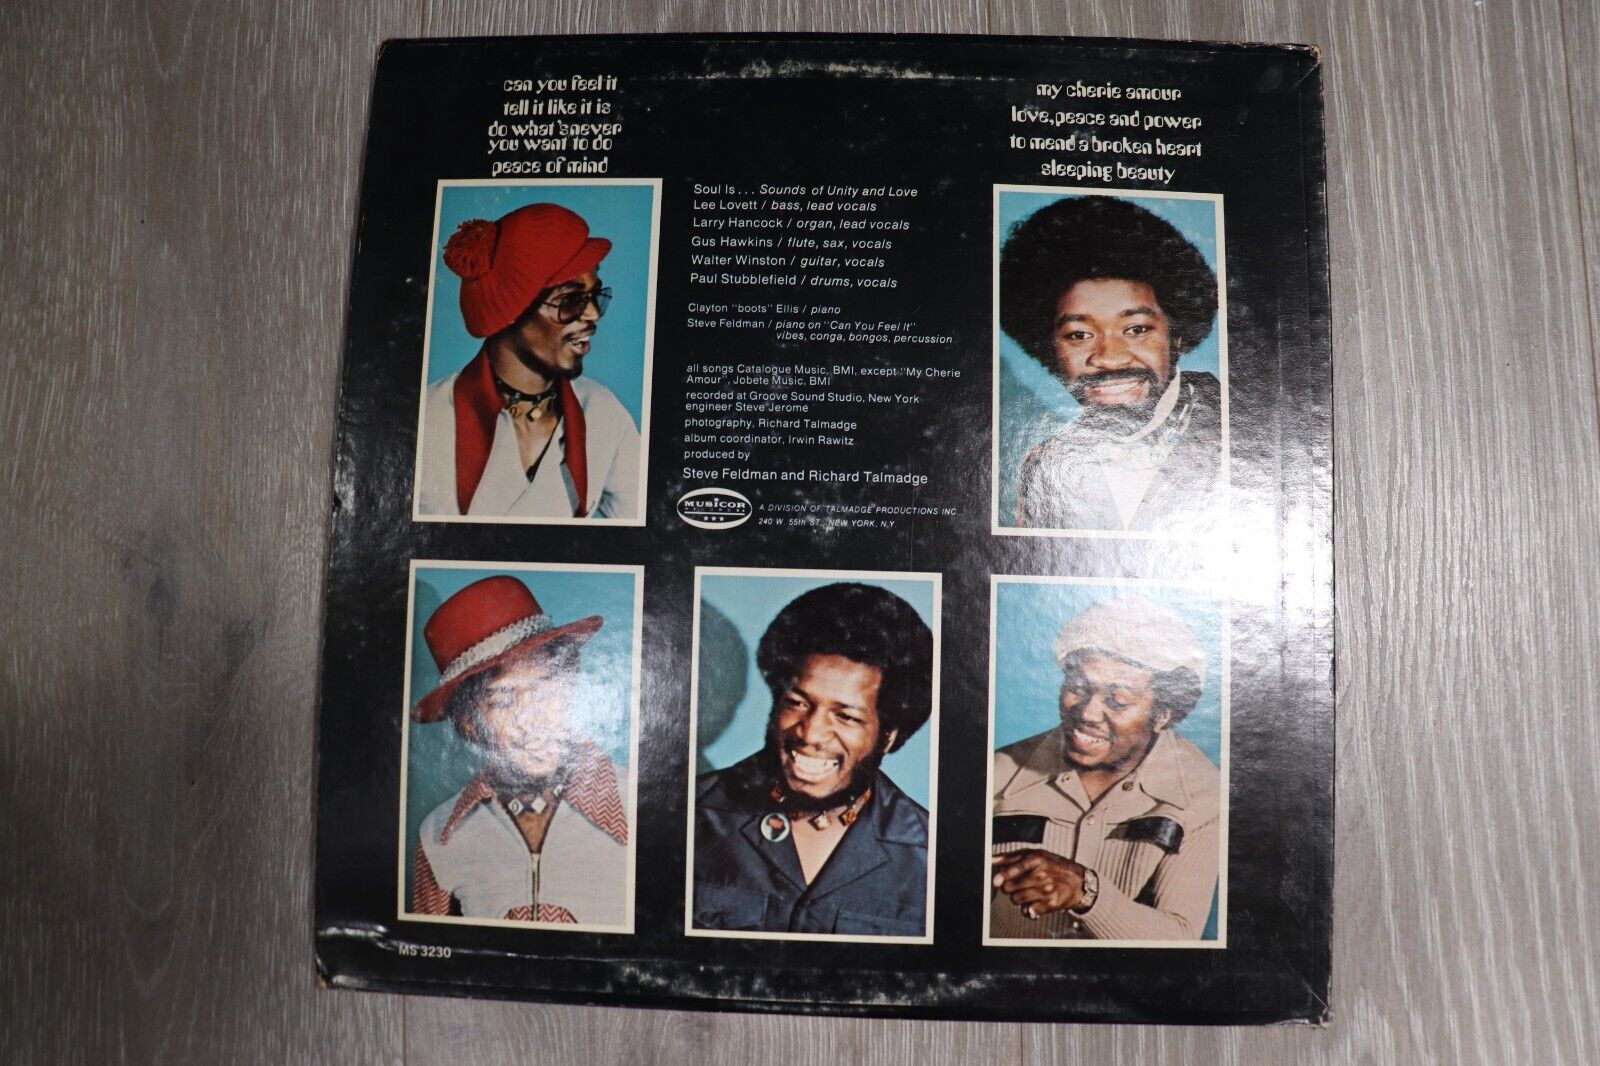 can you feel it
tell it like it is
do what's never
you want to do
peace of mind
my cherie amour
love, peace and power
to mend a broken heart
sleeping beauty
Soul Is... Sounds of Unity and Love
Lee Lovett / bass, lead vocals
Larry Hancock / organ, lead vocals
Gus Hawkins / flute, sax, vocals
Walter Winston / guitar, vocals
Paul Stubblefield / drums, vocals
Clayton "boots" Ellis / piano
Steve Feldman / piano on "Can You Feel It"
vibes, conga, bongos, percussion
all songs Catalogue Music, BMI, except "My Cherie
Amour", Jobete Music, BMI
recorded at Groove Sound Studio, New York
engineer Steve Jerome
photography, Richard Talmadge
album coordinator, Irwin Rawitz
produced by
Steve Feldman and Richard Talmadge
MUSICOR
RECORDS
A DIVISION OF TALMADGE PRODUCTIONS INC.,
240 W. 55th ST., NEW YORK, N.Y.
MS 3230